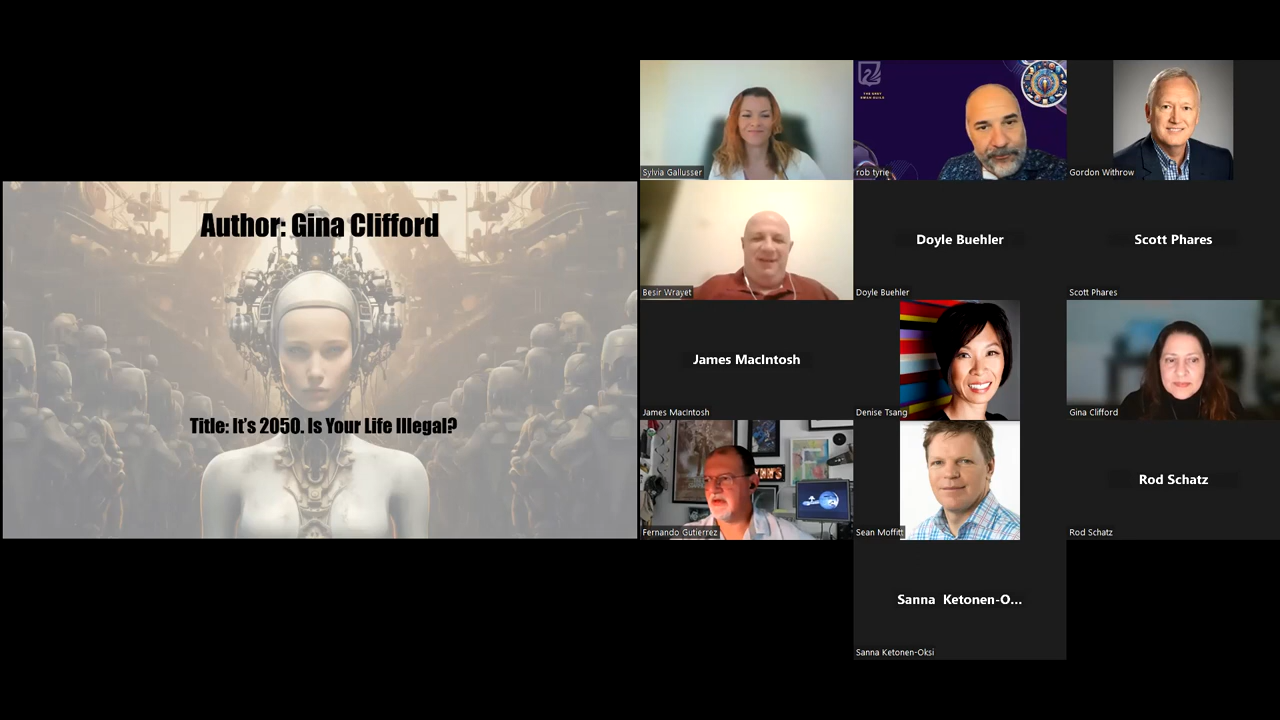 Author: Gina Clifford
Title: It's 2050. Is Your Life Illegal?
Sylvia Gallusser
rob tyrie
Gordon Withrow
Besir Wrayet
Doyle Buehler
Doyle Buehler
Scott Phares
Scott Phares
James MacIntosh
James MacIntosh
Denise Tsang
Gina Clifford
Fernando Gutierrez
Sean Moffitt
Rod Schatz
Rod Schatz
Sanna Ketonen-O...
Sanna Ketonen-Oksi